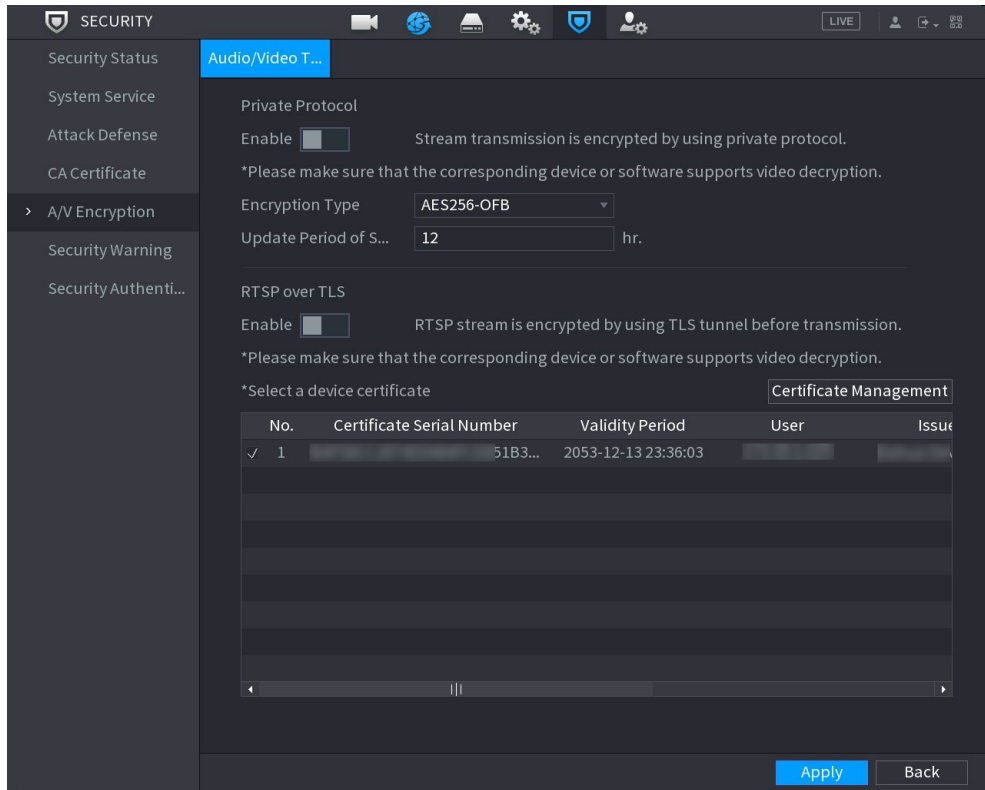 SECURITY
LIVE
Security Status
System Service
Attack Defense
CA Certificate
A/V Encryption
Security Warning
Security Authenti...
Audio/Video T...
Private Protocol
Enable Stream transmission is encrypted by using private protocol.
*Please make sure that the corresponding device or software supports video decryption.
Encryption Type AES256-OFB
Update Period of S... 12 hr.
RTSP over TLS
Enable RTSP stream is encrypted by using TLS tunnel before transmission.
*Please make sure that the corresponding device or software supports video decryption.
*Select a device certificate Certificate Management
No. Certificate Serial Number Validity Period User Issue
1 51B3... 2053-12-13 23:36:03
Apply Back